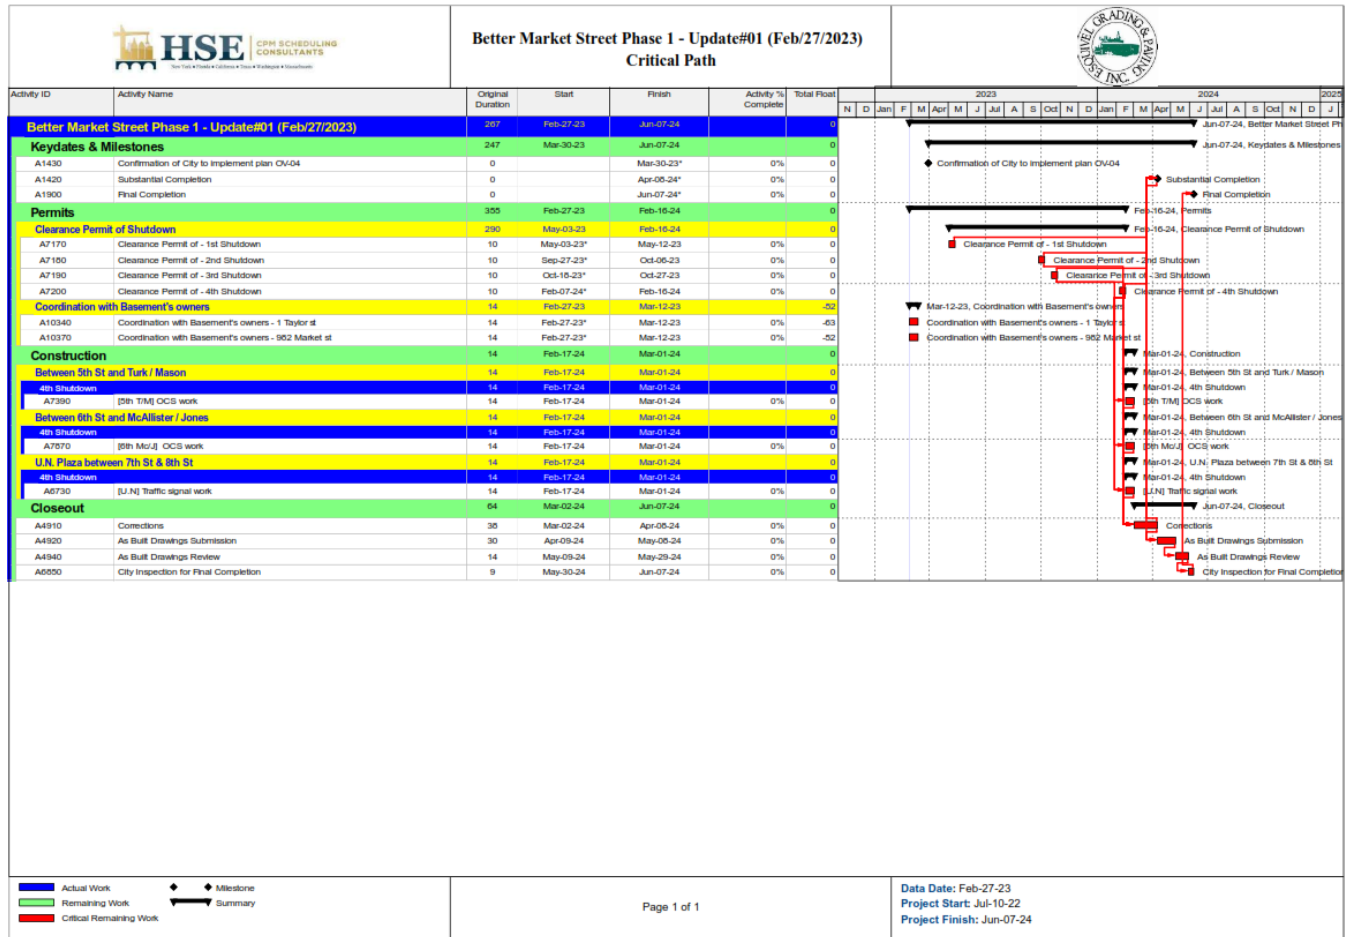 HSE CPM SCHEDULING CONSULTANTS
New York • Florida • California • Texas • Washington • Massachusetts
Better Market Street Phase 1 - Update#01 (Feb/27/2023)
Critical Path
ESQUIVEL GRADING & PAVING INC.
Activity ID Activity Name Original Duration Start Finish Activity % Complete Total Float 2023 2024 2025
N D Jan F M Apr M J Jul A S Oct N D Jan F M Apr M J Jul A S Oct N D J
Better Market Street Phase 1 - Update#01 (Feb/27/2023) 267 Feb-27-23 Jun-07-24 0 Jun-07-24, Better Market Street Ph
Keydates & Milestones 247 Mar-30-23 Jun-07-24 0 Jun-07-24, Keydates & Milestones
A1430 Confirmation of City to implement plan OV-04 0 Mar-30-23* 0% 0 Confirmation of City to implement plan OV-04
A1420 Substantial Completion 0 Apr-08-24* 0% 0 Substantial Completion
A1900 Final Completion 0 Jun-07-24* 0% 0 Final Completion
Permits 355 Feb-27-23 Feb-16-24 0 Feb-16-24, Permits
Clearance Permit of Shutdown 290 May-03-23 Feb-16-24 0 Feb-16-24, Clearance Permit of Shutdown
A7170 Clearance Permit of - 1st Shutdown 10 May-03-23* May-12-23 0% 0 Clearance Permit of - 1st Shutdown
A7180 Clearance Permit of - 2nd Shutdown 10 Sep-27-23* Oct-06-23 0% 0 Clearance Permit of - 2nd Shutdown
A7190 Clearance Permit of - 3rd Shutdown 10 Oct-18-23* Oct-27-23 0% 0 Clearance Permit of - 3rd Shutdown
A7200 Clearance Permit of - 4th Shutdown 10 Feb-07-24* Feb-16-24 0% 0 Clearance Permit of - 4th Shutdown
Coordination with Basement's owners 14 Feb-27-23 Mar-12-23 -52 Mar-12-23, Coordination with Basement's owners
A10340 Coordination with Basement's owners - 1 Taylor st 14 Feb-27-23* Mar-12-23 0% -63 Coordination with Basement's owners - 1 Taylor st
A10370 Coordination with Basement's owners - 982 Market st 14 Feb-27-23* Mar-12-23 0% -52 Coordination with Basement's owners - 982 Market st
Construction 14 Feb-17-24 Mar-01-24 0 Mar-01-24, Construction
Between 5th St and Turk / Mason 14 Feb-17-24 Mar-01-24 0 Mar-01-24, Between 5th St and Turk / Mason
4th Shutdown 14 Feb-17-24 Mar-01-24 0 Mar-01-24, 4th Shutdown
A7390 [5th T/M] OCS work 14 Feb-17-24 Mar-01-24 0% 0 [5th T/M] OCS work
Between 6th St and McAllister / Jones 14 Feb-17-24 Mar-01-24 0 Mar-01-24, Between 6th St and McAllister / Jones
4th Shutdown 14 Feb-17-24 Mar-01-24 0 Mar-01-24, 4th Shutdown
A7670 [6th Mc/J] OCS work 14 Feb-17-24 Mar-01-24 0% 0 [6th Mc/J] OCS work
U.N. Plaza between 7th St & 8th St 14 Feb-17-24 Mar-01-24 0 Mar-01-24, U.N. Plaza between 7th St & 8th St
4th Shutdown 14 Feb-17-24 Mar-01-24 0 Mar-01-24, 4th Shutdown
A6730 [U.N] Traffic signal work 14 Feb-17-24 Mar-01-24 0% 0 [U.N] Traffic signal work
Closeout 64 Mar-02-24 Jun-07-24 0 Jun-07-24, Closeout
A4910 Corrections 38 Mar-02-24 Apr-08-24 0% 0 Corrections
A4920 As Built Drawings Submission 30 Apr-09-24 May-08-24 0% 0 As Built Drawings Submission
A4940 As Built Drawings Review 14 May-09-24 May-29-24 0% 0 As Built Drawings Review
A6850 City Inspection for Final Completion 9 May-30-24 Jun-07-24 0% 0 City Inspection for Final Completion
Actual Work Milestone
Remaining Work Summary
Critical Remaining Work
Page 1 of 1
Data Date: Feb-27-23
Project Start: Jul-10-22
Project Finish: Jun-07-24